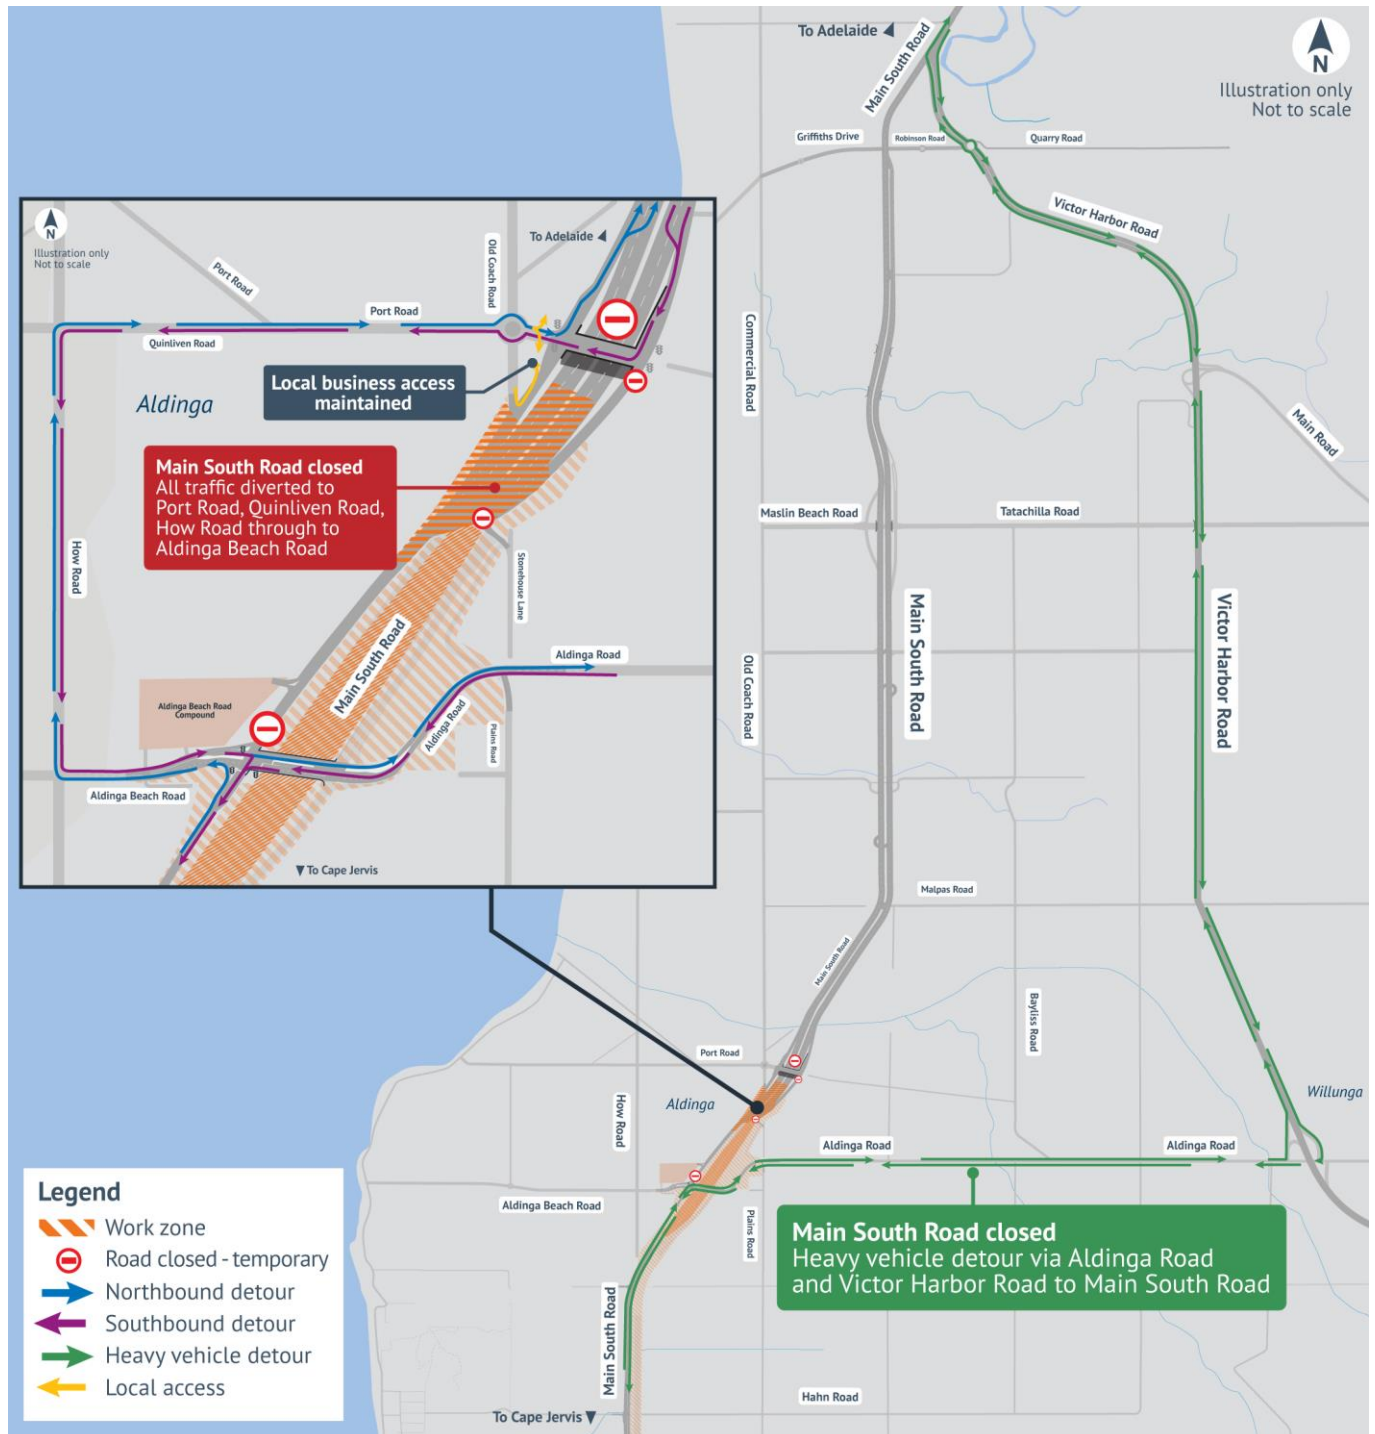 To Adelaide
Main South Road
N
Illustration only
Not to scale
Griffiths Drive
Robinson Road
Quarry Road
Victor Harbor Road
N
Illustration only
Not to scale
Port Road
Old Coach Road
To Adelaide
Port Road
Quinliven Road
Local business access
maintained
Aldinga
Main South Road closed
All traffic diverted to
Port Road, Quinliven Road,
How Road through to
Aldinga Beach Road
How Road
Stonehouse Lane
Main South Road
Aldinga Road
Aldinga Road
Plains Road
Aldinga Beach Road
Compound
Aldinga Beach Road
To Cape Jervis
Commercial Road
Main Road
Maslin Beach Road
Tatachilla Road
Main South Road
Victor Harbor Road
Old Coach Road
Malpas Road
Main South Road
Bayliss Road
Port Road
How Road
Aldinga
Willunga
Aldinga Road
Aldinga Road
Aldinga Beach Road
Plains Road
Main South Road closed
Heavy vehicle detour via Aldinga Road
and Victor Harbor Road to Main South Road
Main South Road
Hahn Road
To Cape Jervis
Legend
Work zone
Road closed - temporary
Northbound detour
Southbound detour
Heavy vehicle detour
Local access